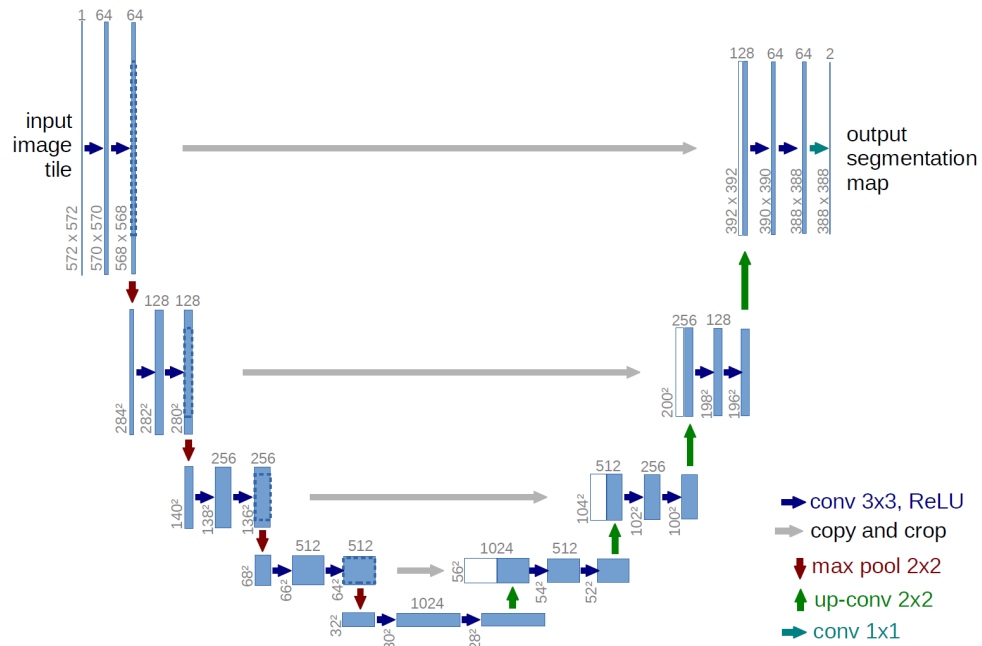 1 64 64
128 64 64 2
input
image
tile
output
segmentation
map
572 x 572
570 x 570
568 x 568
392 x 392
390 x 390
388 x 388
388 x 388
128 128
256 128
284²
282²
280²
200²
198²
196²
256 256
512 256
140²
138²
136²
104²
102²
100²
512 512
1024 512
68²
66²
64²
56²
54²
52²
1024
32²
30²
28²
conv 3x3, ReLU
copy and crop
max pool 2x2
up-conv 2x2
conv 1x1